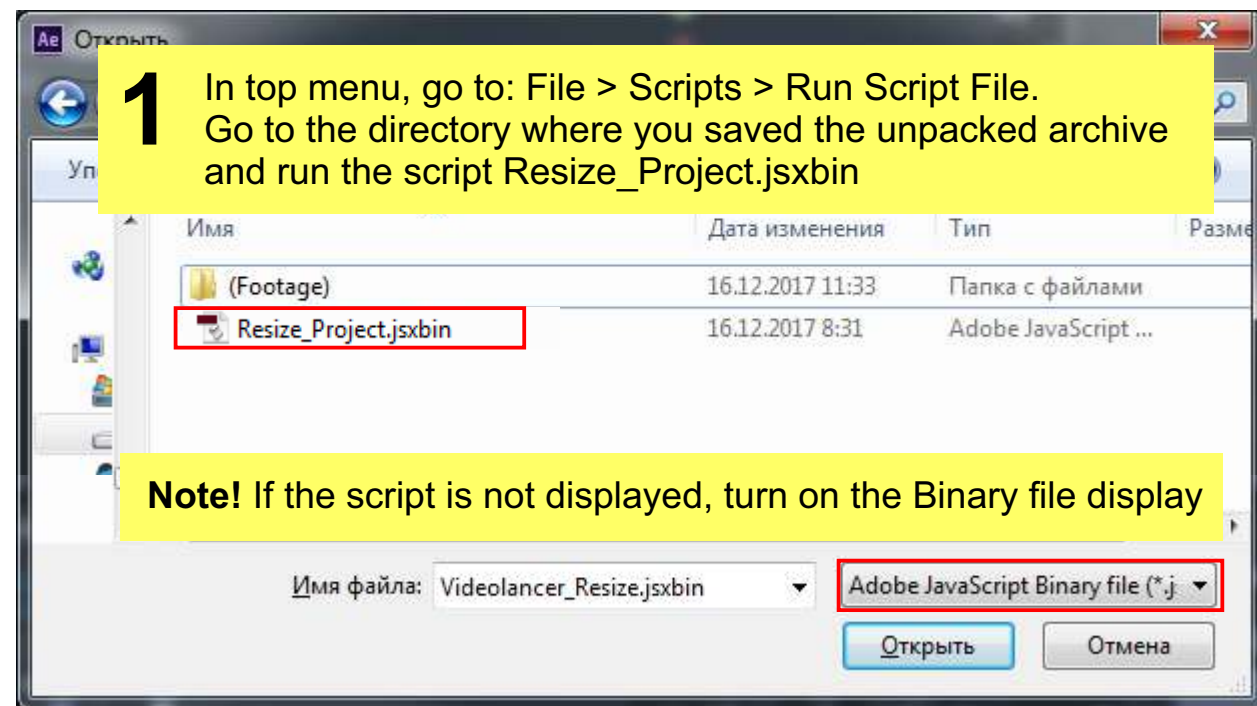 Ae Открыть
1
In top menu, go to: File > Scripts > Run Script File.
Go to the directory where you saved the unpacked archive
and run the script Resize_Project.jsxbin
Имя Дата изменения Тип
(Footage) 16.12.2017 11:33 Папка с файлами
Resize_Project.jsxbin 16.12.2017 8:31 Adobe JavaScript ...
Note! If the script is not displayed, turn on the Binary file display
Имя файла: Videolancer_Resize.jsxbin Adobe JavaScript Binary file (*.j
Открыть Отмена